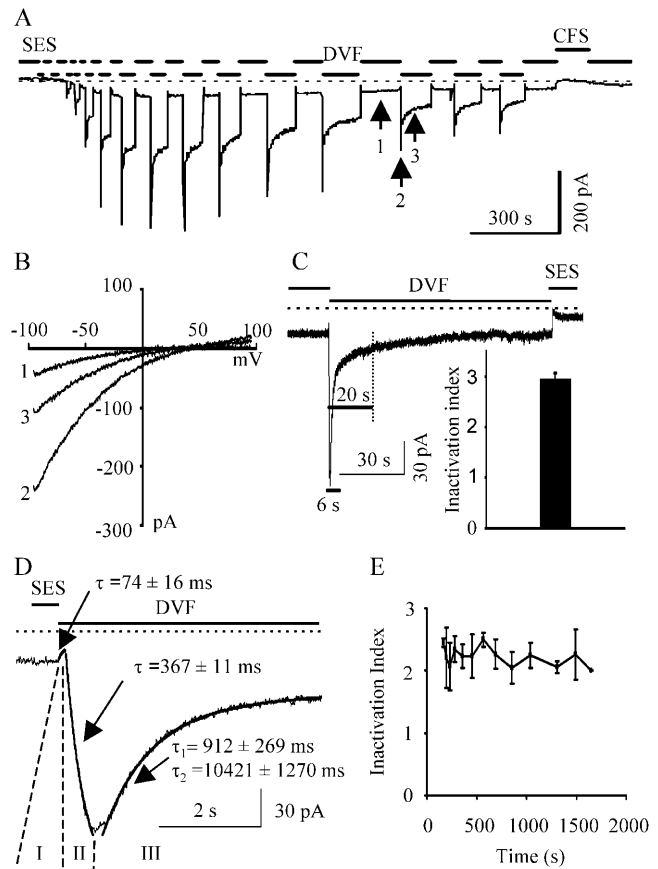 A
SES
DVF
CFS
1
3
2
300 s
200 pA
B
100
-100
-50
50
100
mV
1
3
2
-100
-200
-300
pA
C
DVF
SES
20 s
6 s
30 s
30 pA
Inactivation index
3
2
1
0
D
SES
τ = 74 ± 16 ms
DVF
τ = 367 ± 11 ms
τ1 = 912 ± 269 ms
τ2 = 10421 ± 1270 ms
2 s
30 pA
I
II
III
E
Inactivation Index
3
2
1
0
0
500
1000
1500
2000
Time (s)